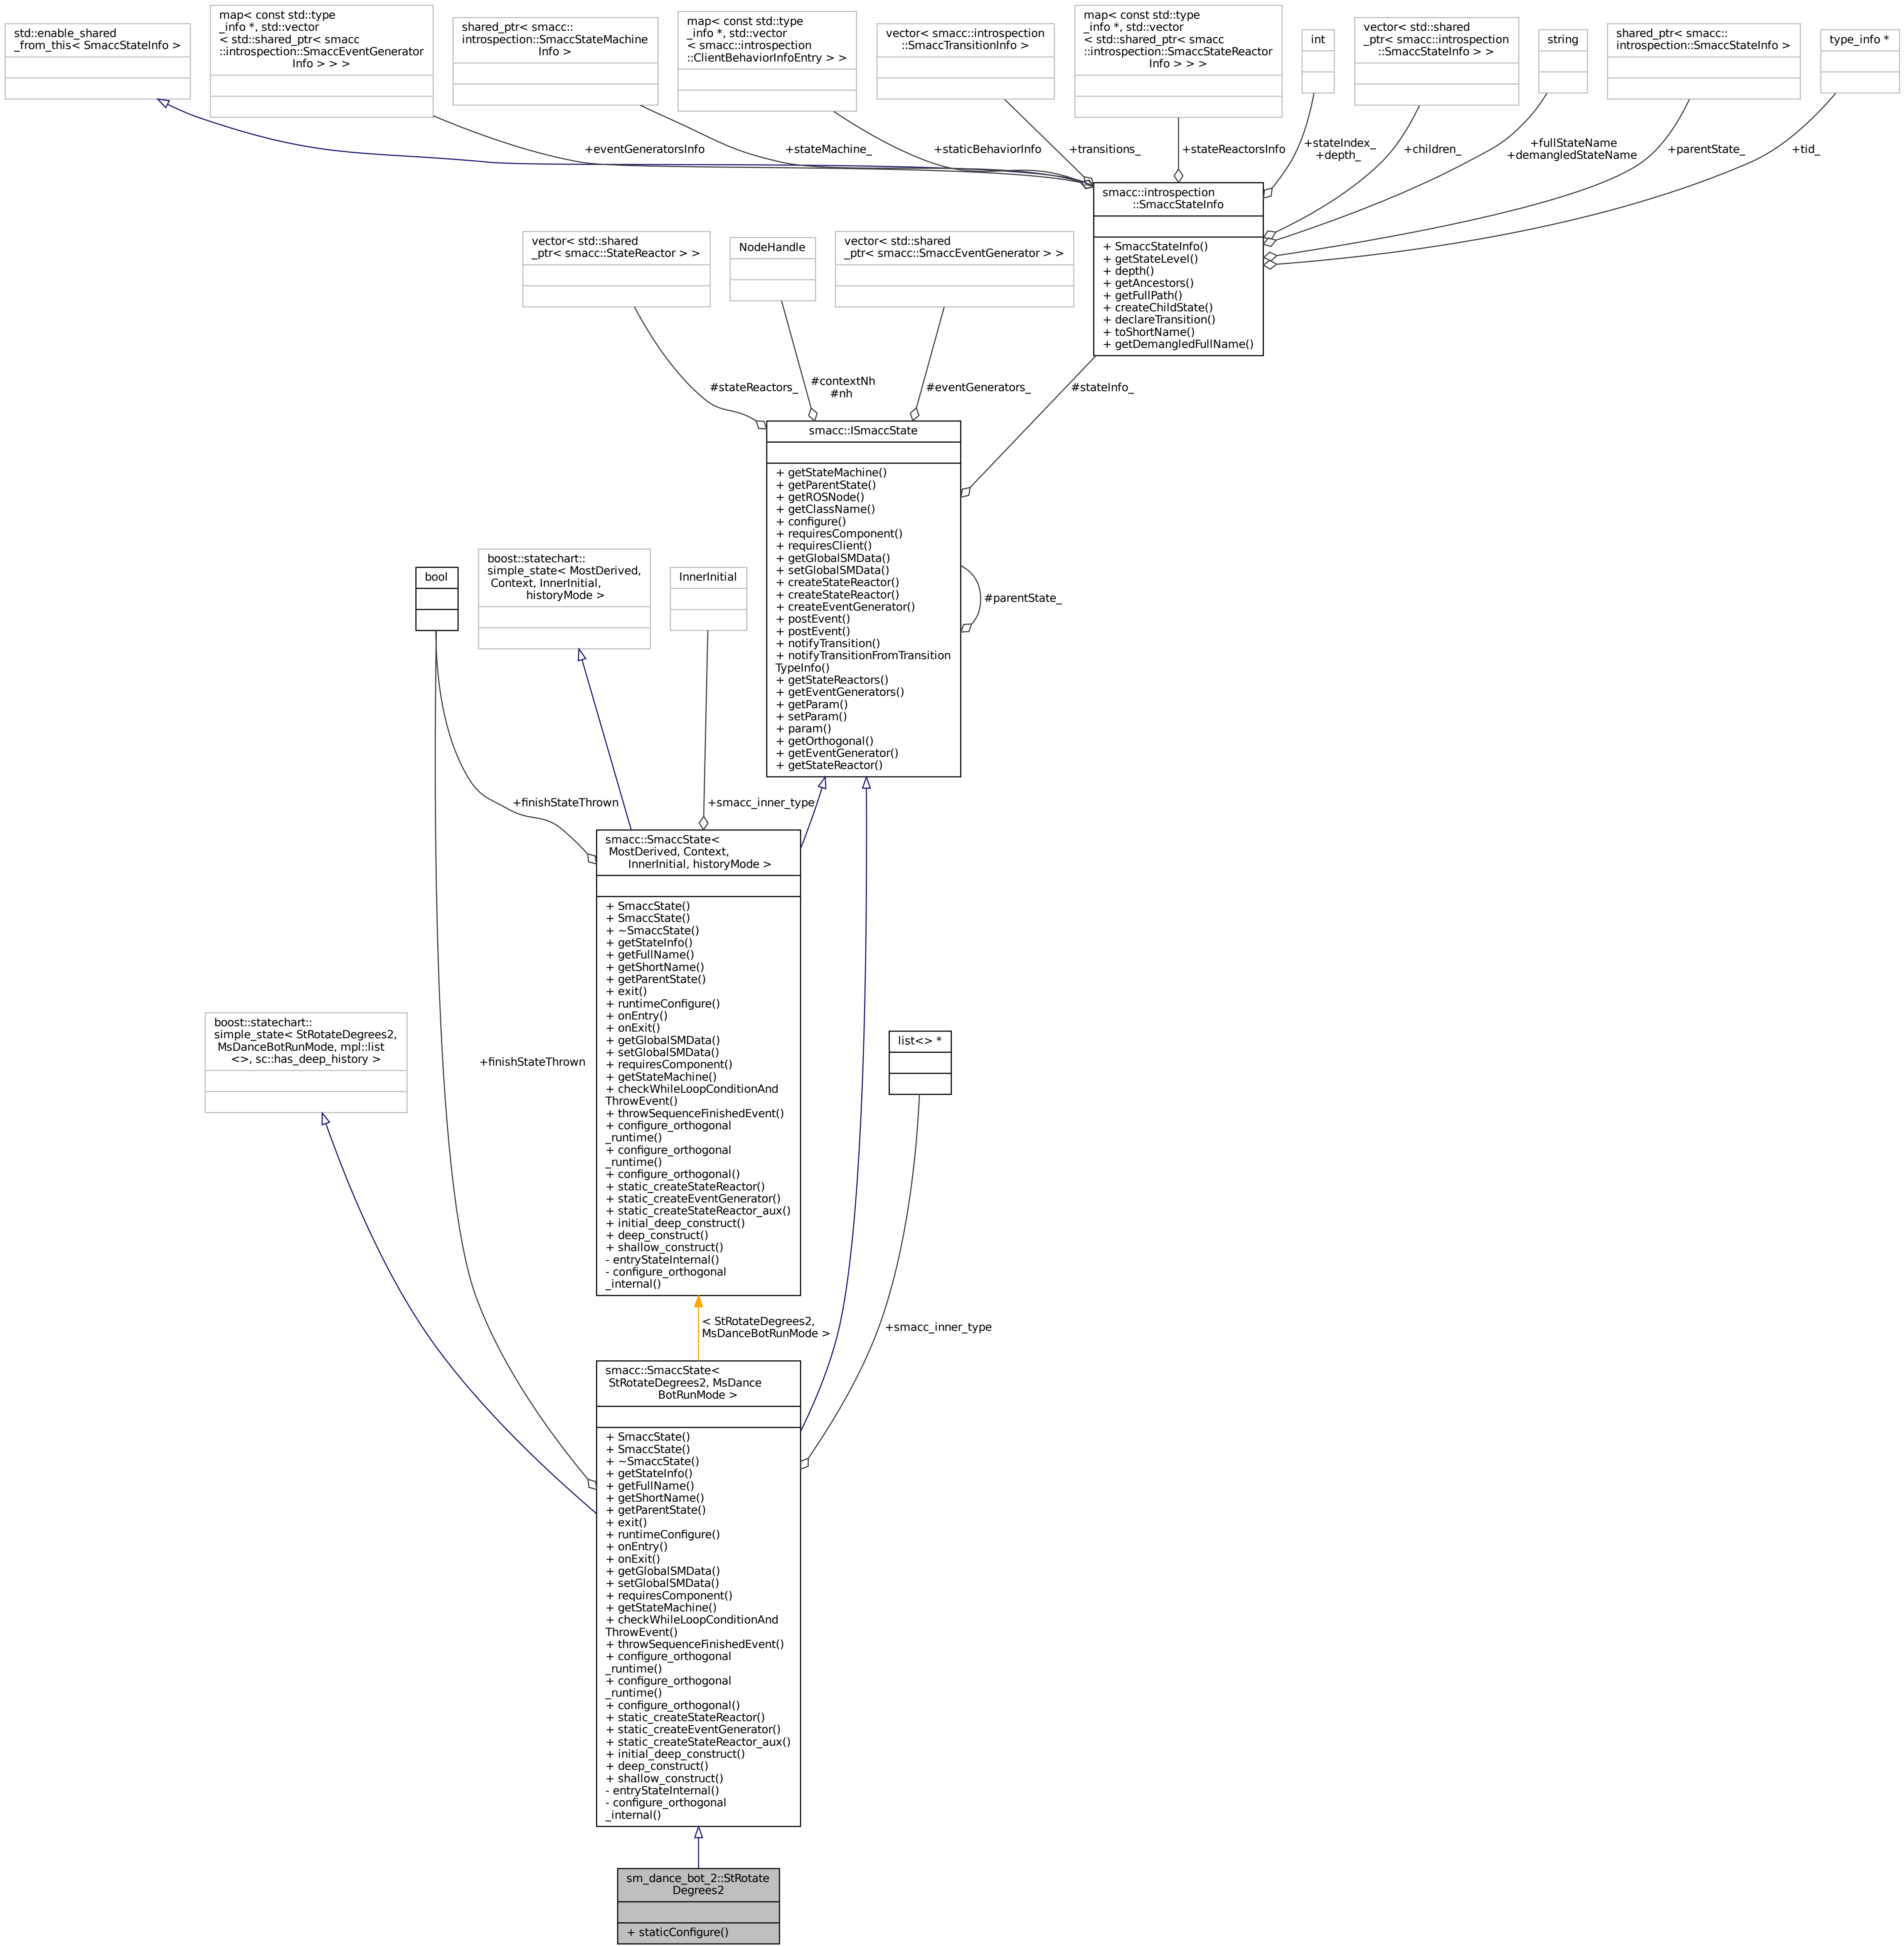 std::enable_shared
_from_this< SmaccStateInfo >
map< const std::type
_info *, std::vector
< std::shared_ptr< smacc
::introspection::SmaccEventGenerator
Info > > >
shared_ptr< smacc::
introspection::SmaccStateMachine
Info >
map< const std::type
_info *, std::vector
< smacc::introspection
::ClientBehaviorInfoEntry > >
vector< smacc::introspection
::SmaccTransitionInfo >
map< const std::type
_info *, std::vector
< std::shared_ptr< smacc
::introspection::SmaccStateReactor
Info > > >
int
vector< std::shared
_ptr< smacc::introspection
::SmaccStateInfo > >
string
shared_ptr< smacc::
introspection::SmaccStateInfo >
type_info *
+eventGeneratorsInfo
+stateMachine_
+staticBehaviorInfo
+transitions_
+stateReactorsInfo
+stateIndex_
+depth_
+children_
+fullStateName
+demangledStateName
+parentState_
+tid_
smacc::introspection
::SmaccStateInfo
+ SmaccStateInfo()
+ getStateLevel()
+ depth()
+ getAncestors()
+ getFullPath()
+ createChildState()
+ declareTransition()
+ toShortName()
+ getDemangledFullName()
vector< std::shared
_ptr< smacc::StateReactor > >
NodeHandle
vector< std::shared
_ptr< smacc::SmaccEventGenerator > >
#stateReactors_
#contextNh
#nh
#eventGenerators_
#stateInfo_
smacc::ISmaccState
+ getStateMachine()
+ getParentState()
+ getROSNode()
+ getClassName()
+ configure()
+ requiresComponent()
+ requiresClient()
+ getGlobalSMData()
+ setGlobalSMData()
+ createStateReactor()
+ createStateReactor()
+ createEventGenerator()
+ postEvent()
+ postEvent()
+ notifyTransition()
+ notifyTransitionFromTransition
TypeInfo()
+ getStateReactors()
+ getEventGenerators()
+ getParam()
+ setParam()
+ param()
+ getOrthogonal()
+ getEventGenerator()
+ getStateReactor()
#parentState_
bool
boost::statechart::
simple_state< MostDerived,
Context, InnerInitial,
historyMode >
InnerInitial
+finishStateThrown
+smacc_inner_type
smacc::SmaccState<
MostDerived, Context,
InnerInitial, historyMode >
+ SmaccState()
+ SmaccState()
+ ~SmaccState()
+ getStateInfo()
+ getFullName()
+ getShortName()
+ getParentState()
+ exit()
+ runtimeConfigure()
+ onEntry()
+ onExit()
+ getGlobalSMData()
+ setGlobalSMData()
+ requiresComponent()
+ getStateMachine()
+ checkWhileLoopConditionAnd
ThrowEvent()
+ throwSequenceFinishedEvent()
+ configure_orthogonal
_runtime()
+ configure_orthogonal
_runtime()
+ configure_orthogonal()
+ static_createStateReactor()
+ static_createEventGenerator()
+ static_createStateReactor_aux()
+ initial_deep_construct()
+ deep_construct()
+ shallow_construct()
- entryStateInternal()
- configure_orthogonal
_internal()
boost::statechart::
simple_state< StRotateDegrees2,
MsDanceBotRunMode, mpl::list
<>, sc::has_deep_history >
+finishStateThrown
list<> *
< StRotateDegrees2,
MsDanceBotRunMode >
+smacc_inner_type
smacc::SmaccState<
StRotateDegrees2, MsDance
BotRunMode >
+ SmaccState()
+ SmaccState()
+ ~SmaccState()
+ getStateInfo()
+ getFullName()
+ getShortName()
+ getParentState()
+ exit()
+ runtimeConfigure()
+ onEntry()
+ onExit()
+ getGlobalSMData()
+ setGlobalSMData()
+ requiresComponent()
+ getStateMachine()
+ checkWhileLoopConditionAnd
ThrowEvent()
+ throwSequenceFinishedEvent()
+ configure_orthogonal
_runtime()
+ configure_orthogonal
_runtime()
+ configure_orthogonal()
+ static_createStateReactor()
+ static_createEventGenerator()
+ static_createStateReactor_aux()
+ initial_deep_construct()
+ deep_construct()
+ shallow_construct()
- entryStateInternal()
- configure_orthogonal
_internal()
sm_dance_bot_2::StRotate
Degrees2
+ staticConfigure()